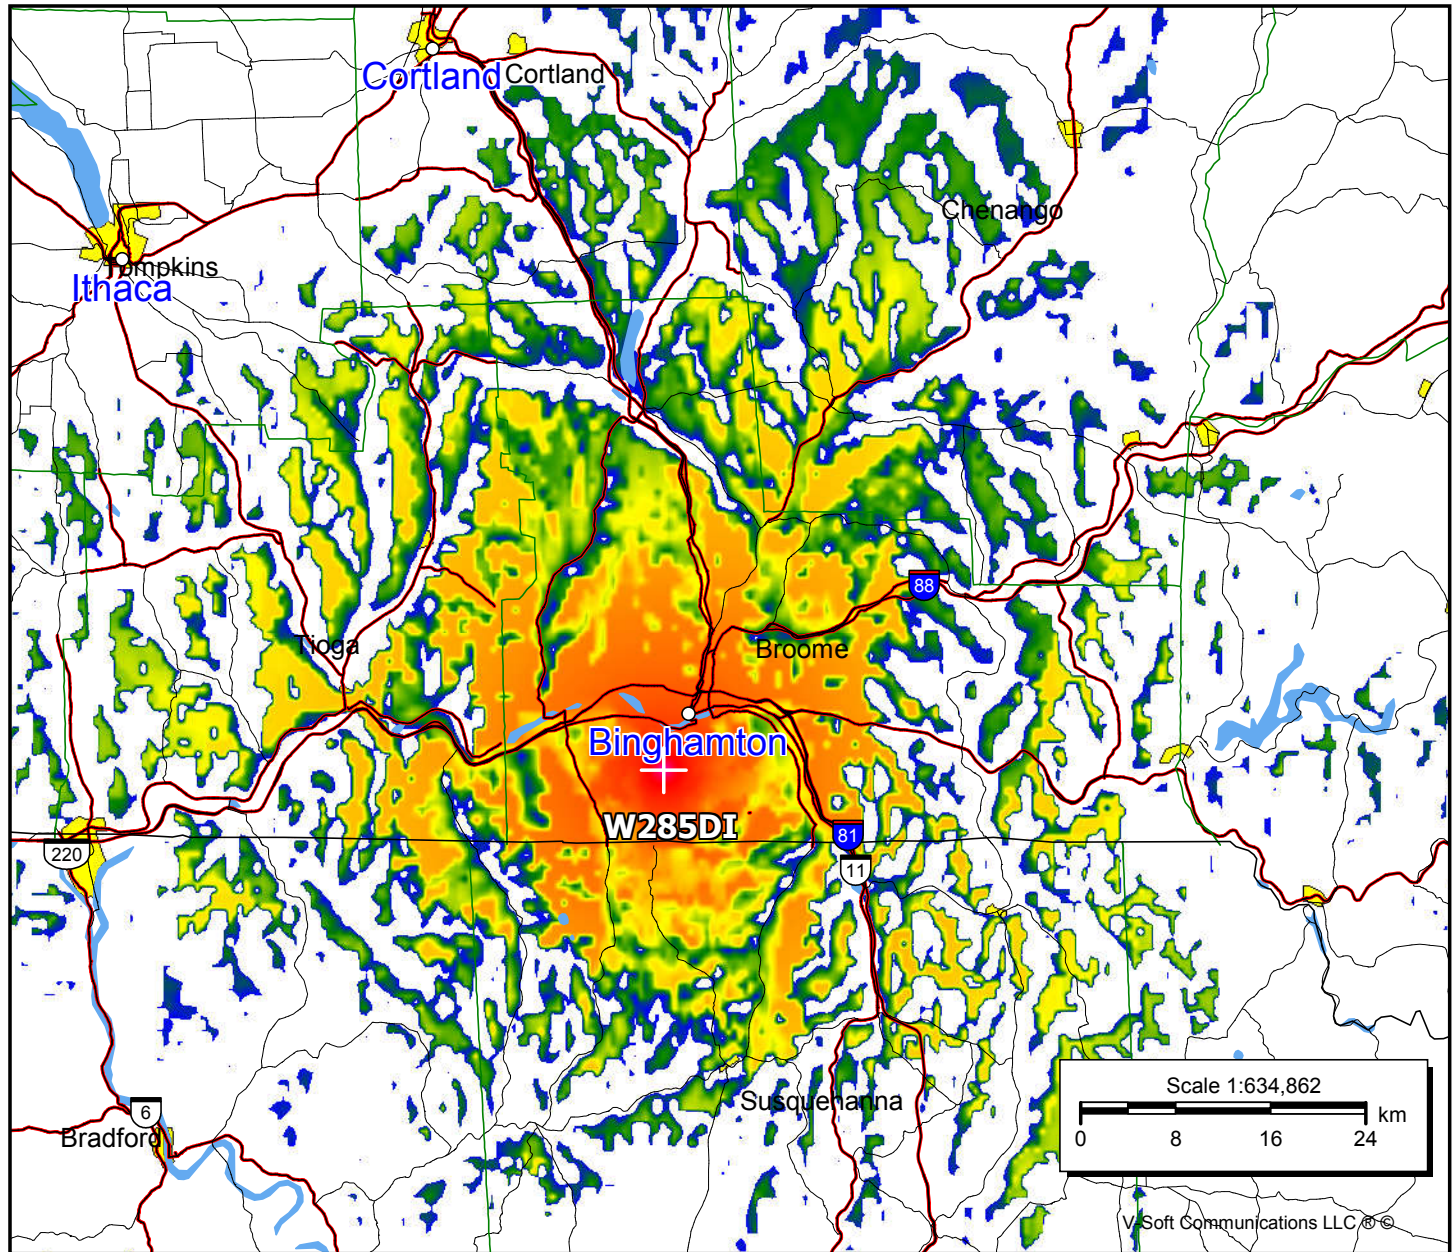 Cortland
Cortland
Chenango
Tompkins
Ithaca
88
Tioga
Broome
Binghamton
W285DI
81
220
11
Scale 1:634,862
km
0 8 16 24
Susquehanna
6
Bradford
V-Soft Communications LLC ® ©